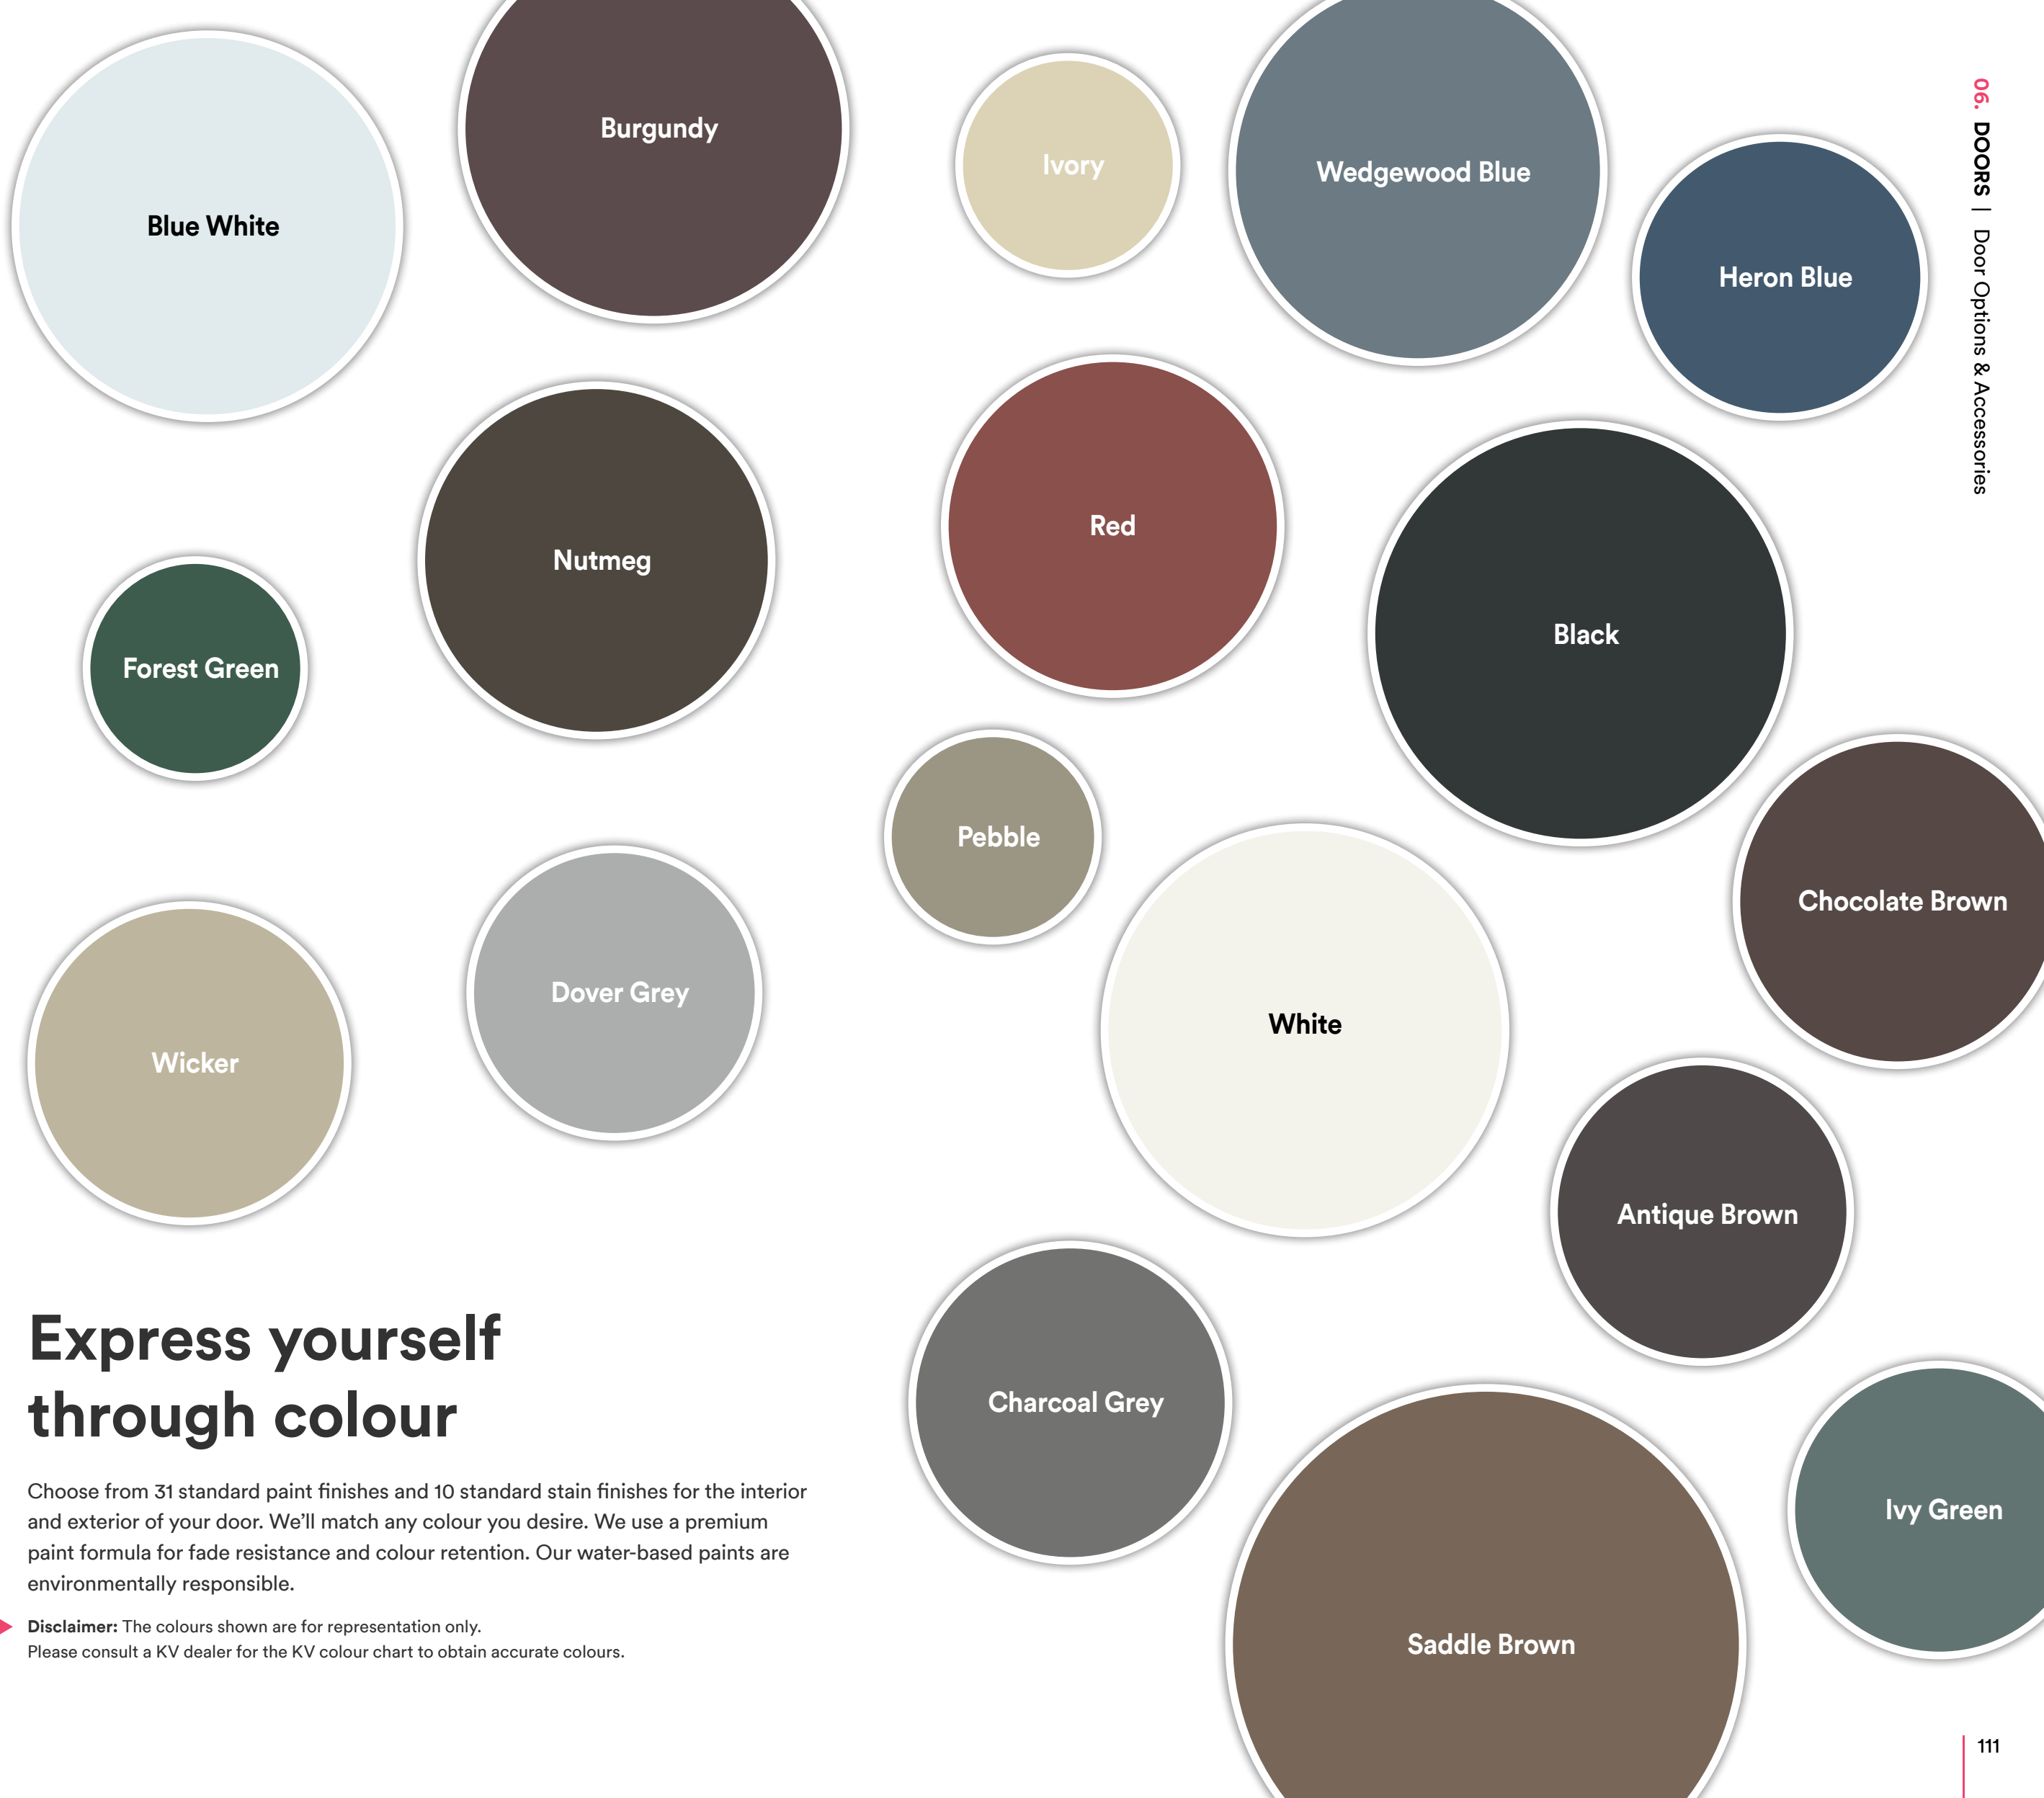 06. DOORS | Door Options & Accessories
Blue White
Burgundy
Ivory
Wedgewood Blue
Heron Blue
Forest Green
Nutmeg
Red
Black
Pebble
Chocolate Brown
Wicker
Dover Grey
White
Antique Brown
Charcoal Grey
Saddle Brown
Ivy Green
Express yourself
through colour
Choose from 31 standard paint finishes and 10 standard stain finishes for the interior
and exterior of your door. We’ll match any colour you desire. We use a premium
paint formula for fade resistance and colour retention. Our water-based paints are
environmentally responsible.
Disclaimer: The colours shown are for representation only.
Please consult a KV dealer for the KV colour chart to obtain accurate colours.
111